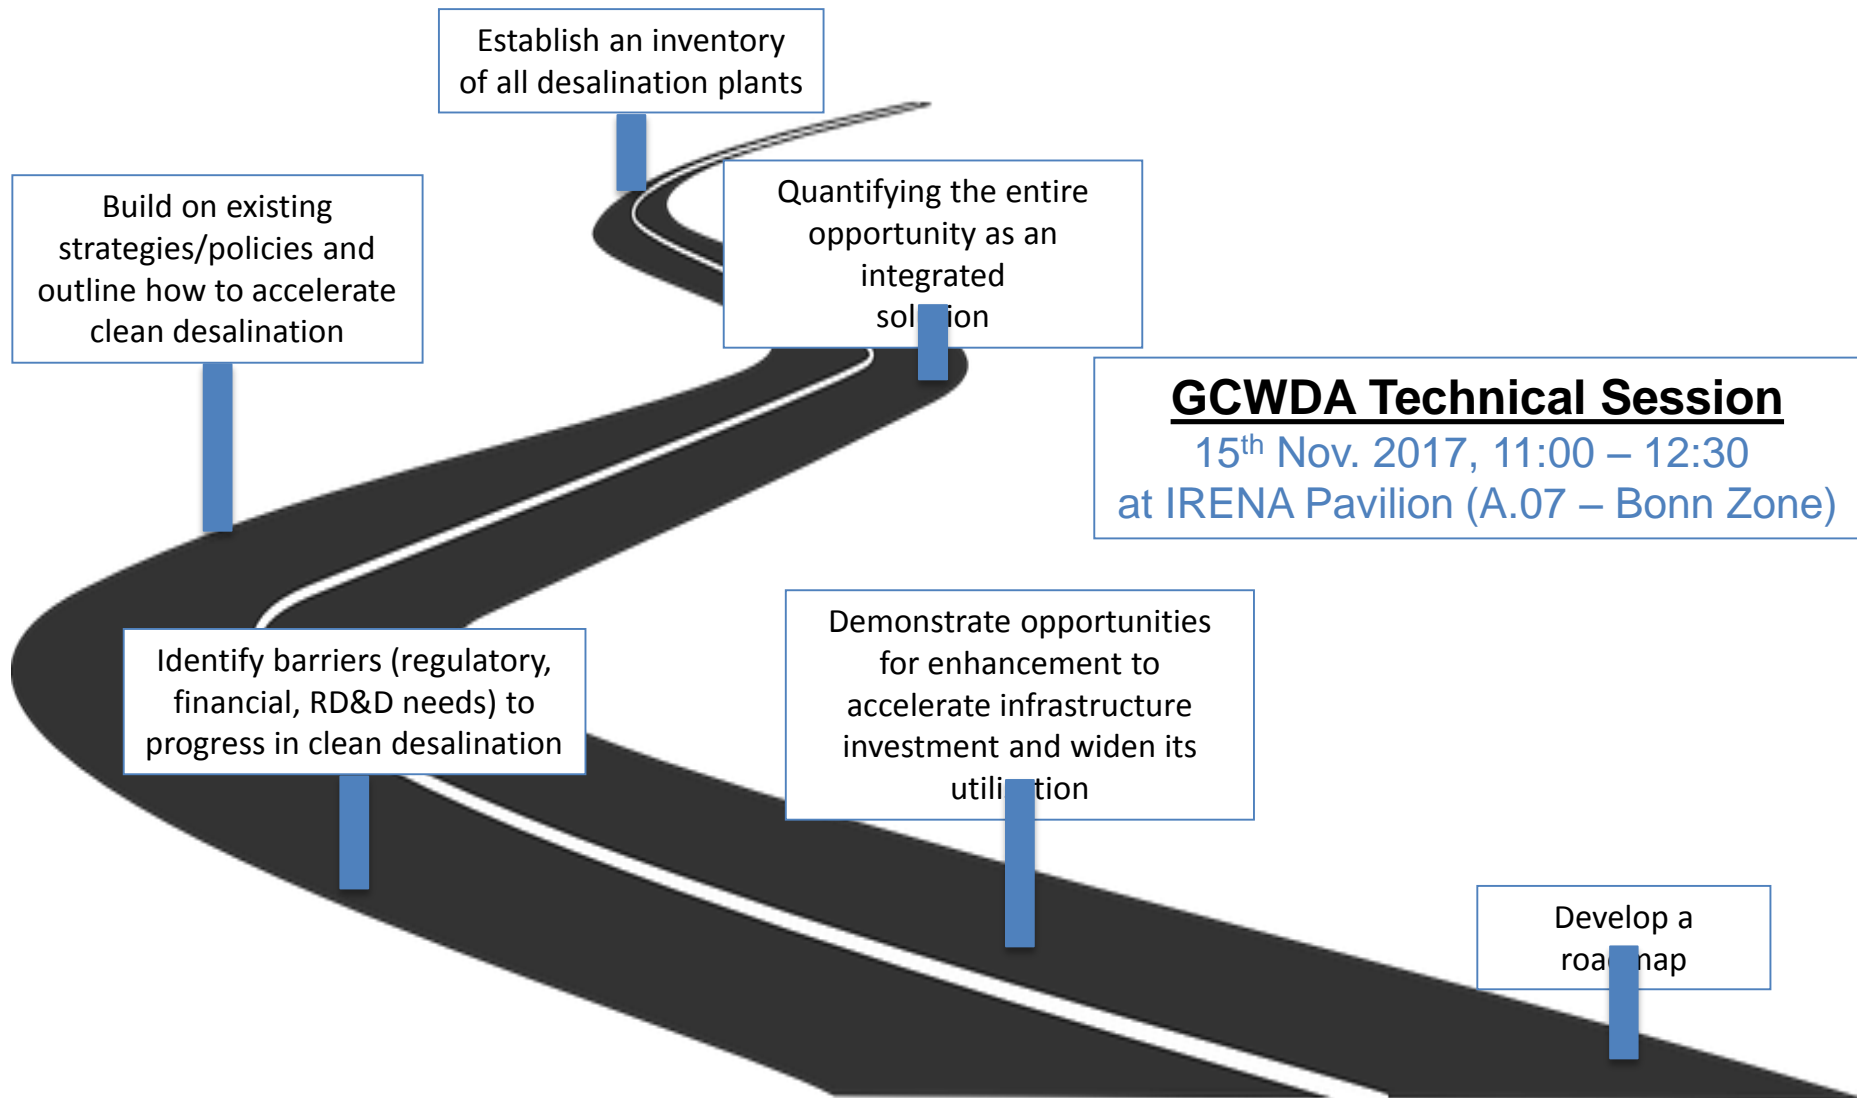 Establish an inventory
of all desalination plants
Quantifying the entire
opportunity as an
integrated
solution
Build on existing
strategies/policies and
outline how to accelerate
clean desalination
GCWDA Technical Session
15th Nov. 2017, 11:00 – 12:30
at IRENA Pavilion (A.07 – Bonn Zone)
Identify barriers (regulatory,
financial, RD&D needs) to
progress in clean desalination
Demonstrate opportunities
for enhancement to
accelerate infrastructure
investment and widen its
utilization
Develop a
roadmap